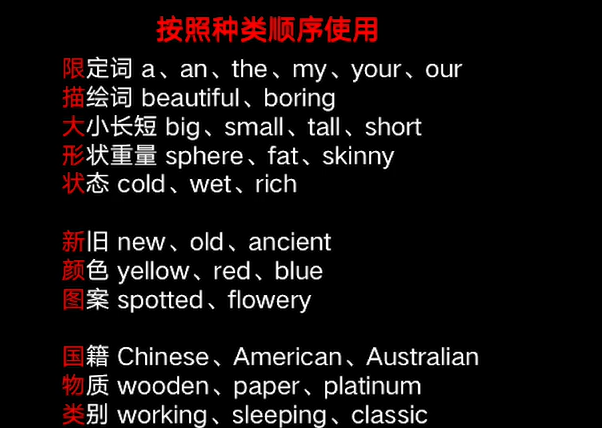 按照种类顺序使用
限定词 a、an、the、my、your、our
描绘词 beautiful、boring
大小长短 big、small、tall、short
形状重量 sphere、fat、skinny
状态 cold、wet、rich
新旧 new、old、ancient
颜色 yellow、red、blue
图案 spotted、flowery
国籍 Chinese、American、Australian
物质 wooden、paper、platinum
类别 working、sleeping、classic